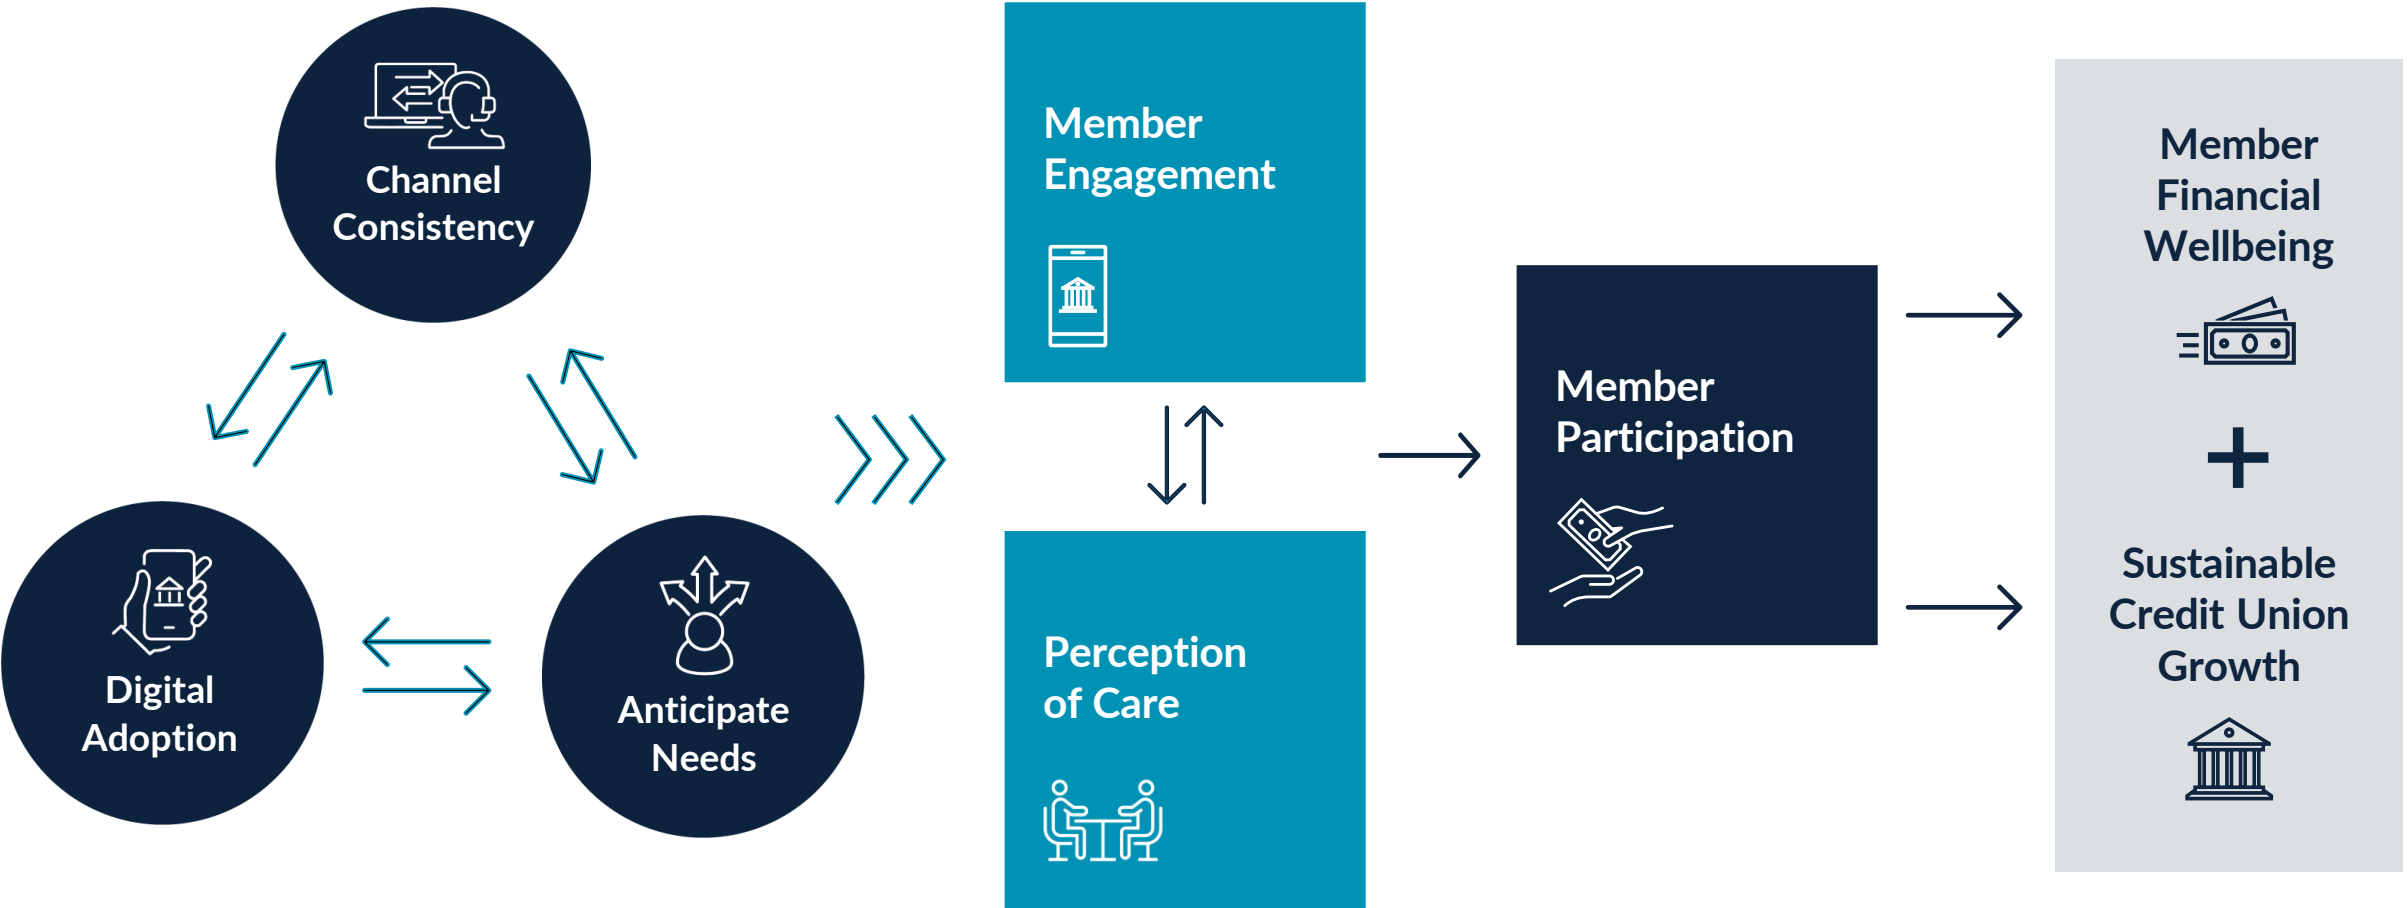 Channel
Consistency
Digital
Adoption
Anticipate
Needs
Member
Engagement
Perception
of Care
Member
Participation
Member
Financial
Wellbeing
+
Sustainable
Credit Union
Growth